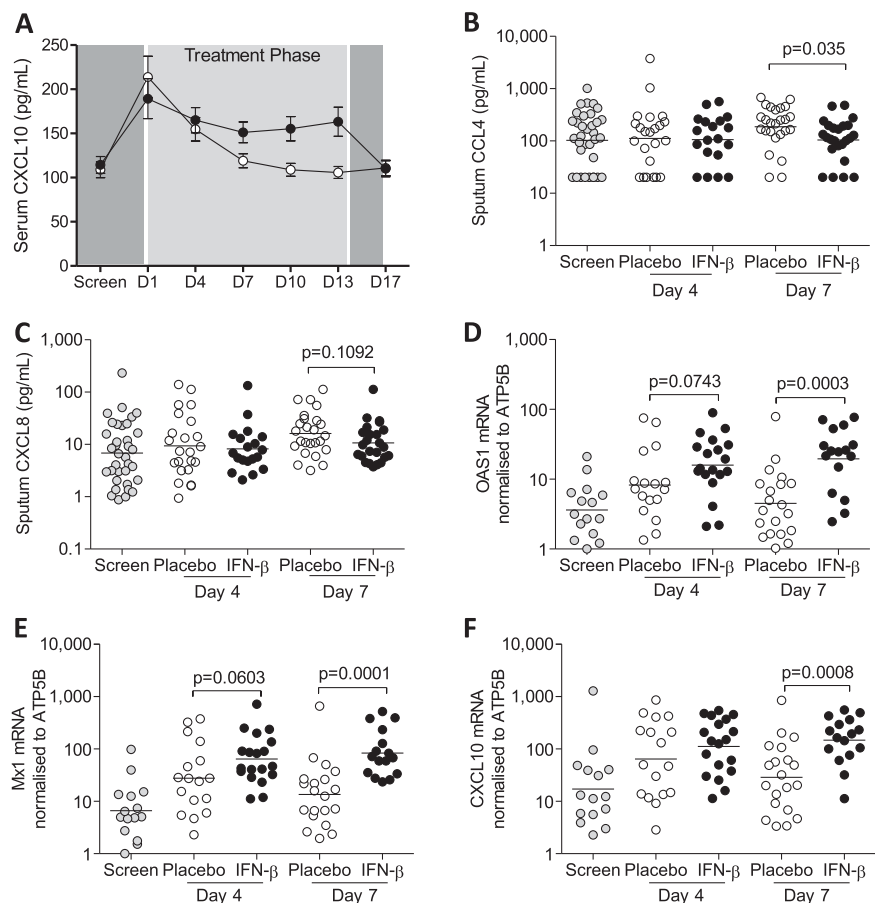 A
Serum CXCL10 (pg/mL)
250
200
150
100
50
0
Treatment Phase
Screen D1 D4 D7 D10 D13 D17
B
Sputum CCL4 (pg/mL)
10,000
1,000
100
10
1
p=0.035
Screen Placebo IFN-β Placebo IFN-β
Day 4 Day 7
C
Sputum CXCL8 (pg/mL)
1,000
100
10
1
0.1
p=0.1092
Screen Placebo IFN-β Placebo IFN-β
Day 4 Day 7
D
OAS1 mRNA
normalised to ATP5B
1,000
100
10
1
p=0.0743
p=0.0003
Screen Placebo IFN-β Placebo IFN-β
Day 4 Day 7
E
Mx1 mRNA
normalised to ATP5B
10,000
1,000
100
10
1
p=0.0603
p=0.0001
Screen Placebo IFN-β Placebo IFN-β
Day 4 Day 7
F
CXCL10 mRNA
normalised to ATP5B
10,000
1,000
100
10
1
p=0.0008
Screen Placebo IFN-β Placebo IFN-β
Day 4 Day 7